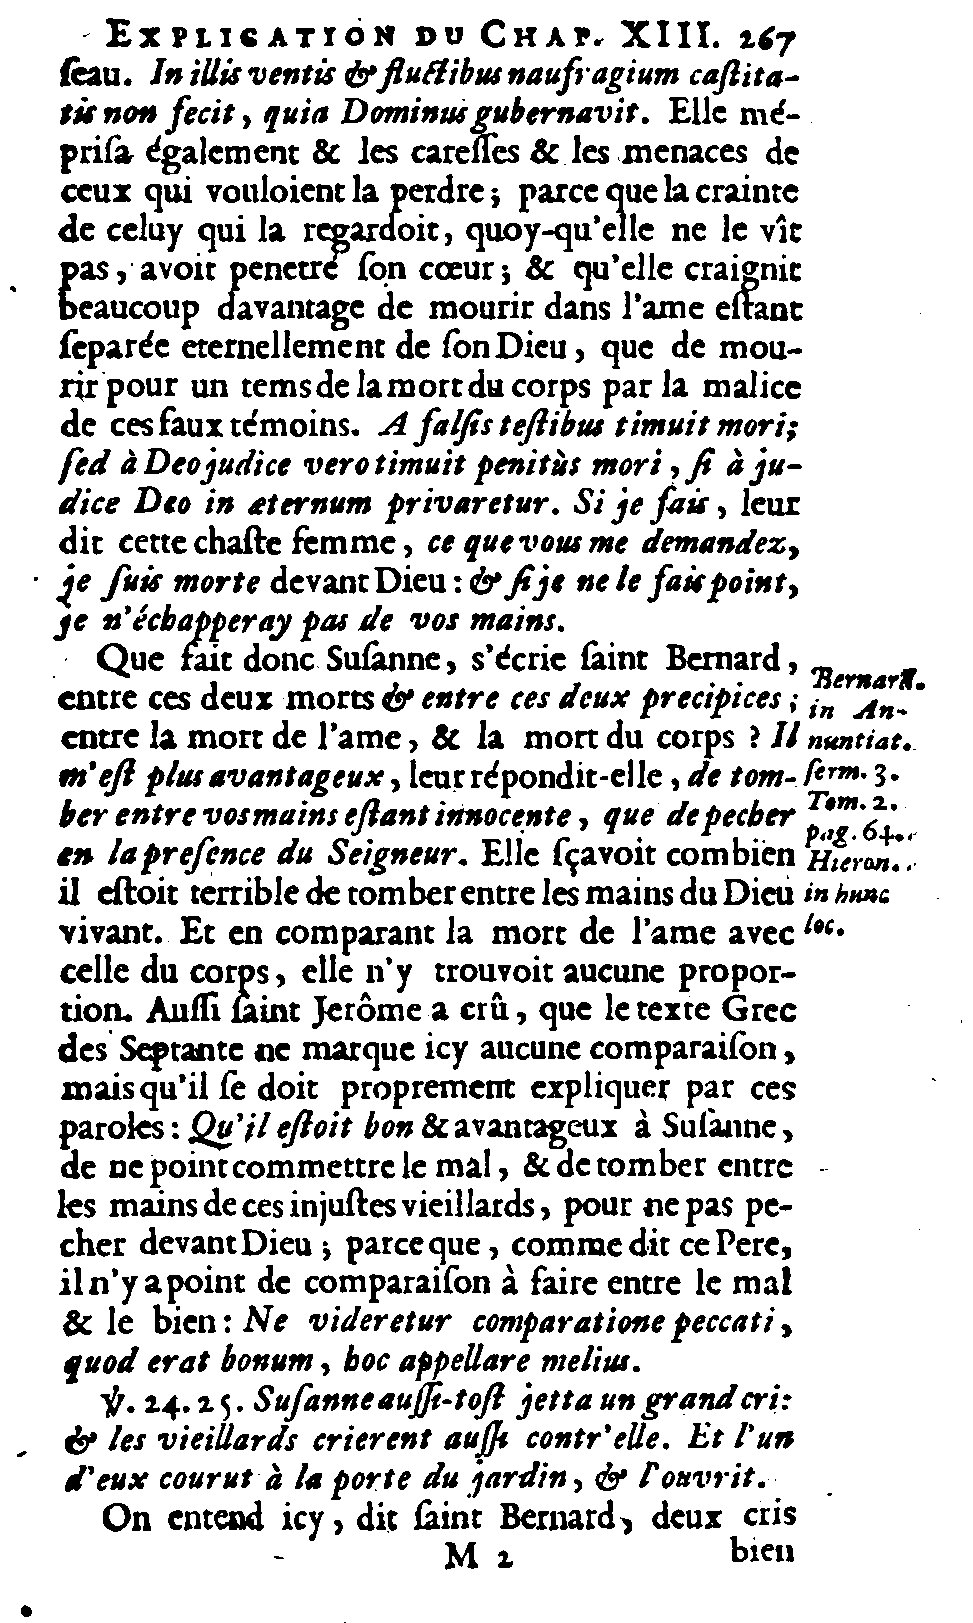 EXPLICATION DU CHAP. XIII. 267
ſeau. In illis ventis & fluctibus naufragium caſtita-
tis non fecit, quia Dominus gubernavit. Elle mé-
priſa également & les careſſes & les menaces de
ceux qui vouloient la perdre; parce que la crainte
de celuy qui la regardoit, quoy-qu'elle ne le vît
pas, avoit penetré ſon cœur; & qu'elle craignit
beaucoup davantage de mourir dans l'ame eſtant
ſeparée eternellement de ſon Dieu, que de mou-
rir pour un tems de la mort du corps par la malice
de ces faux témoins. A falſis teſtibus timuit mori;
ſed à Deo judice vero timuit penitùs mori, ſi à ju-
dice Deo in æternum privaretur. Si je fais, leur
dit cette chaſte femme, ce que vous me demandez,
je ſuis morte devant Dieu: & ſi je ne le fais point,
je n'échapperay pas de vos mains.
Que fait donc Suſanne, s'écrie ſaint Bernard,
entre ces deux morts & entre ces deux precipices;
entre la mort de l'ame, & la mort du corps ? Il
m'eſt plus avantageux, leur répondit-elle, de tom-
ber entre vos mains eſtant innocente, que de pecher
en la preſence du Seigneur. Elle ſçavoit combien
il eſtoit terrible de tomber entre les mains du Dieu
vivant. Et en comparant la mort de l'ame avec
celle du corps, elle n'y trouvoit aucune propor-
tion. Auſſi ſaint Jerôme a crû, que le texte Grec
des Septante ne marque icy aucune comparaiſon,
mais qu'il ſe doit proprement expliquer par ces
paroles: Qu'il eſtoit bon & avantageux à Suſanne,
de ne point commettre le mal, & de tomber entre
les mains de ces injuſtes vieillards, pour ne pas pe-
cher devant Dieu; parce que, comme dit ce Pere,
il n'y a point de comparaiſon à faire entre le mal
& le bien: Ne videretur comparatione peccati,
quod erat bonum, hoc appellare melius.
℣. 24. 25. Suſanne auſſi-toſt jetta un grand cri:
& les vieillards crierent auſſi contr'elle. Et l'un
d'eux courut à la porte du jardin, & l'ouvrit.
On entend icy, dit ſaint Bernard, deux cris
M 2 bien
Bernard.
in An-
nuntiat.
ſerm. 3.
Tom. 2.
pag. 64.
Hieron.
in hunc
loc.